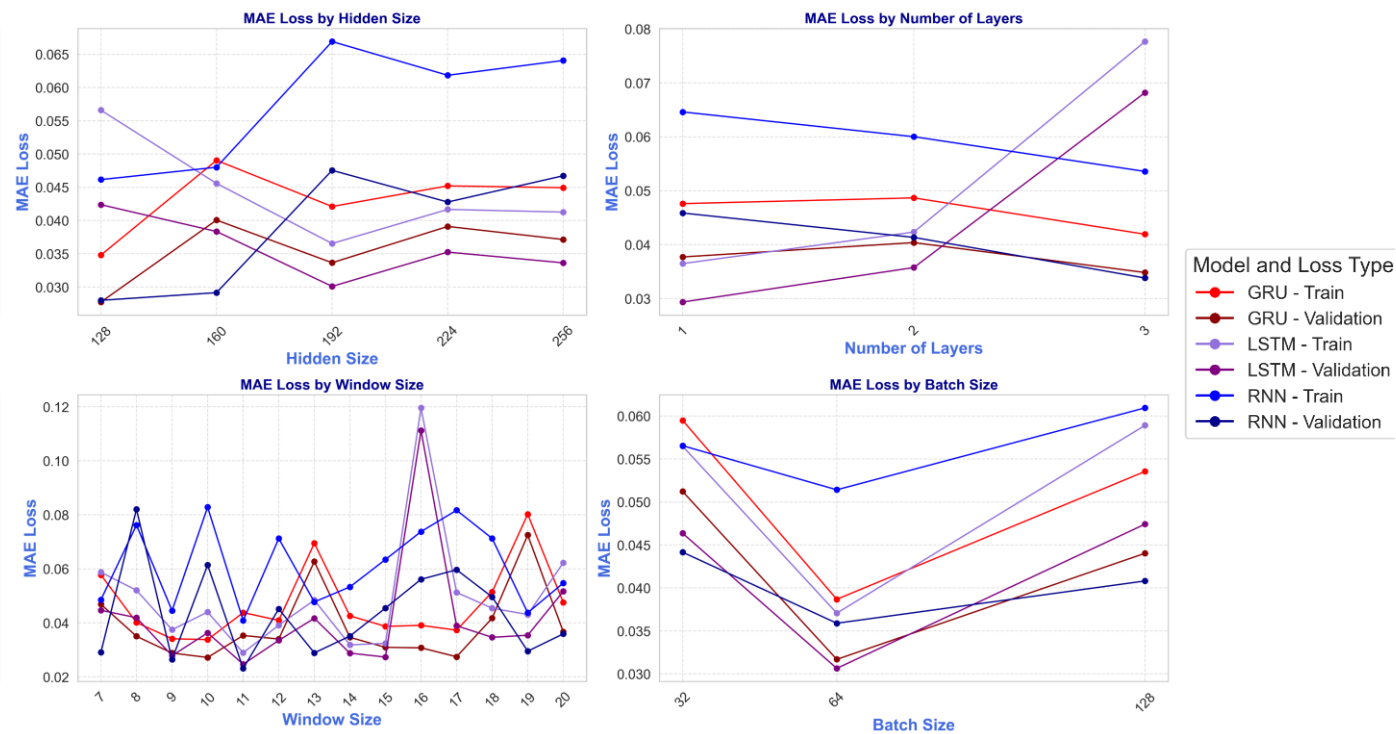 MAE Loss by Hidden Size
MAE Loss
0.065
0.060
0.055
0.050
0.045
0.040
0.035
0.030
128
160
192
224
256
Hidden Size
MAE Loss by Number of Layers
MAE Loss
0.08
0.07
0.06
0.05
0.04
0.03
1
2
3
Number of Layers
MAE Loss by Window Size
MAE Loss
0.12
0.10
0.08
0.06
0.04
0.02
7
8
9
10
11
12
13
14
15
16
17
18
19
20
Window Size
MAE Loss by Batch Size
MAE Loss
0.060
0.055
0.050
0.045
0.040
0.035
0.030
32
64
128
Batch Size
Model and Loss Type
GRU - Train
GRU - Validation
LSTM - Train
LSTM - Validation
RNN - Train
RNN - Validation